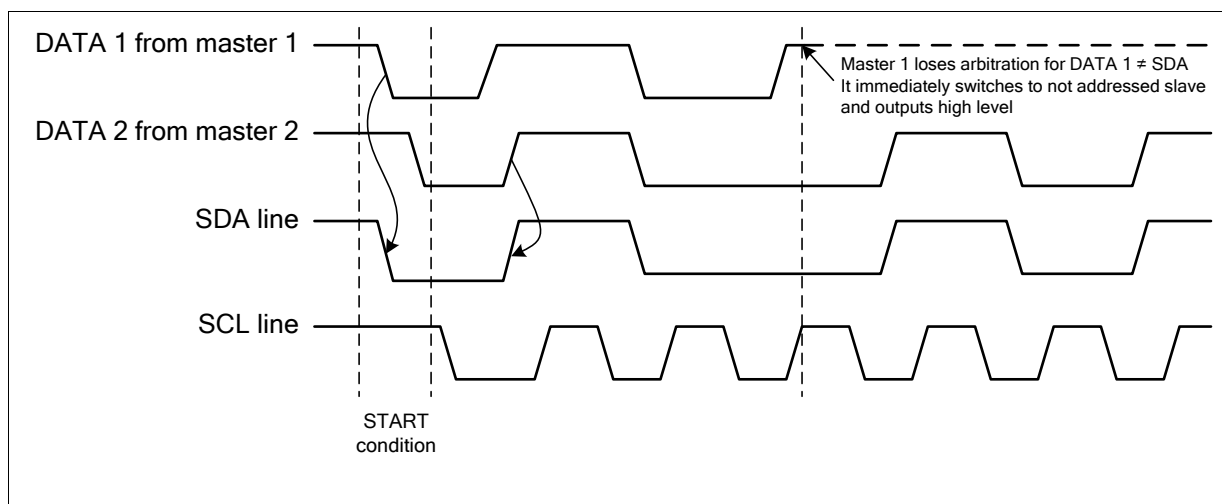 DATA 1 from master 1
Master 1 loses arbitration for DATA 1 ≠ SDA
It immediately switches to not addressed slave
and outputs high level
DATA 2 from master 2
SDA line
SCL line
START
condition